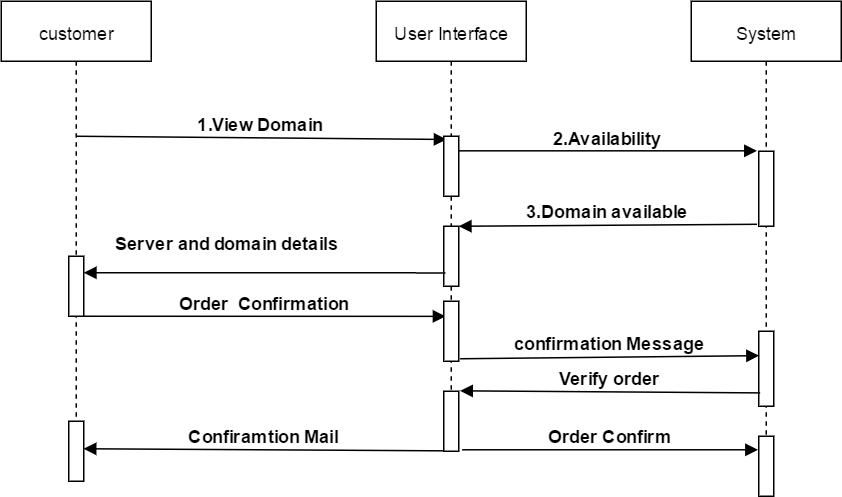 customer
User Interface
System
1.View Domain
2.Availability
3.Domain available
Server and domain details
Order  Confirmation
confirmation Message
Verify order
Confiramtion Mail
Order Confirm